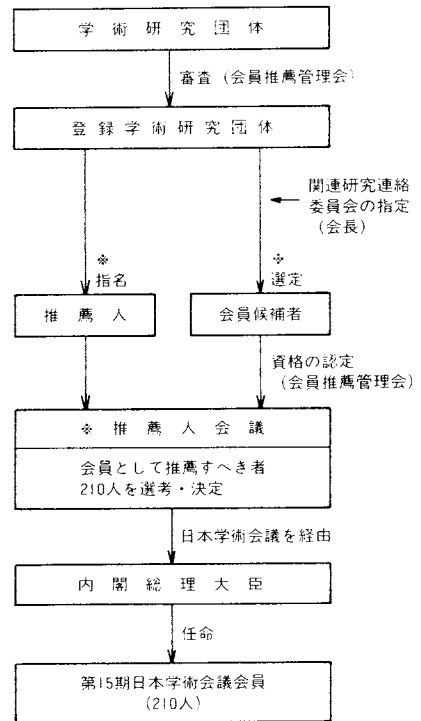 学術研究団体
審査(会員推薦管理会)
登録学術研究団体
関連研究連絡
委員会の指定
(会長)
※
指名
※
選定
推薦人
会員候補者
資格の認定
(会員推薦管理会)
※推薦人会議
会員として推薦すべき者
210人を選考・決定
日本学術会議を経由
内閣総理大臣
任命
第15期日本学術会議会員
(210人)